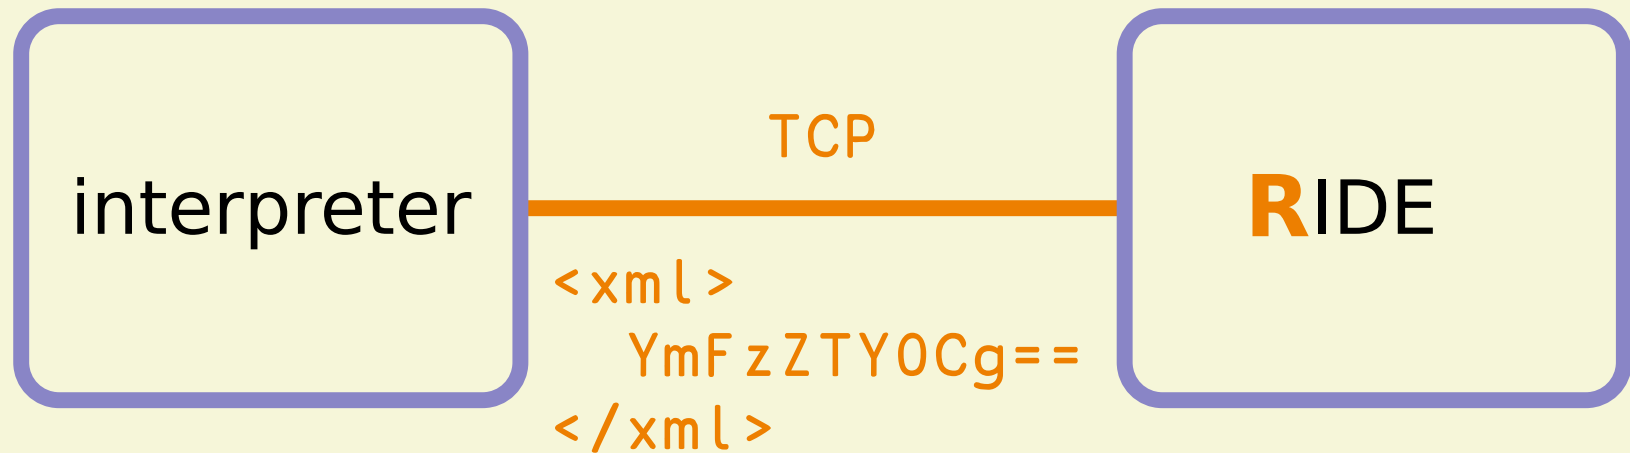 TCP
interpreter
RIDE
<xml>
YmFzZTY0Cg==
</xml>